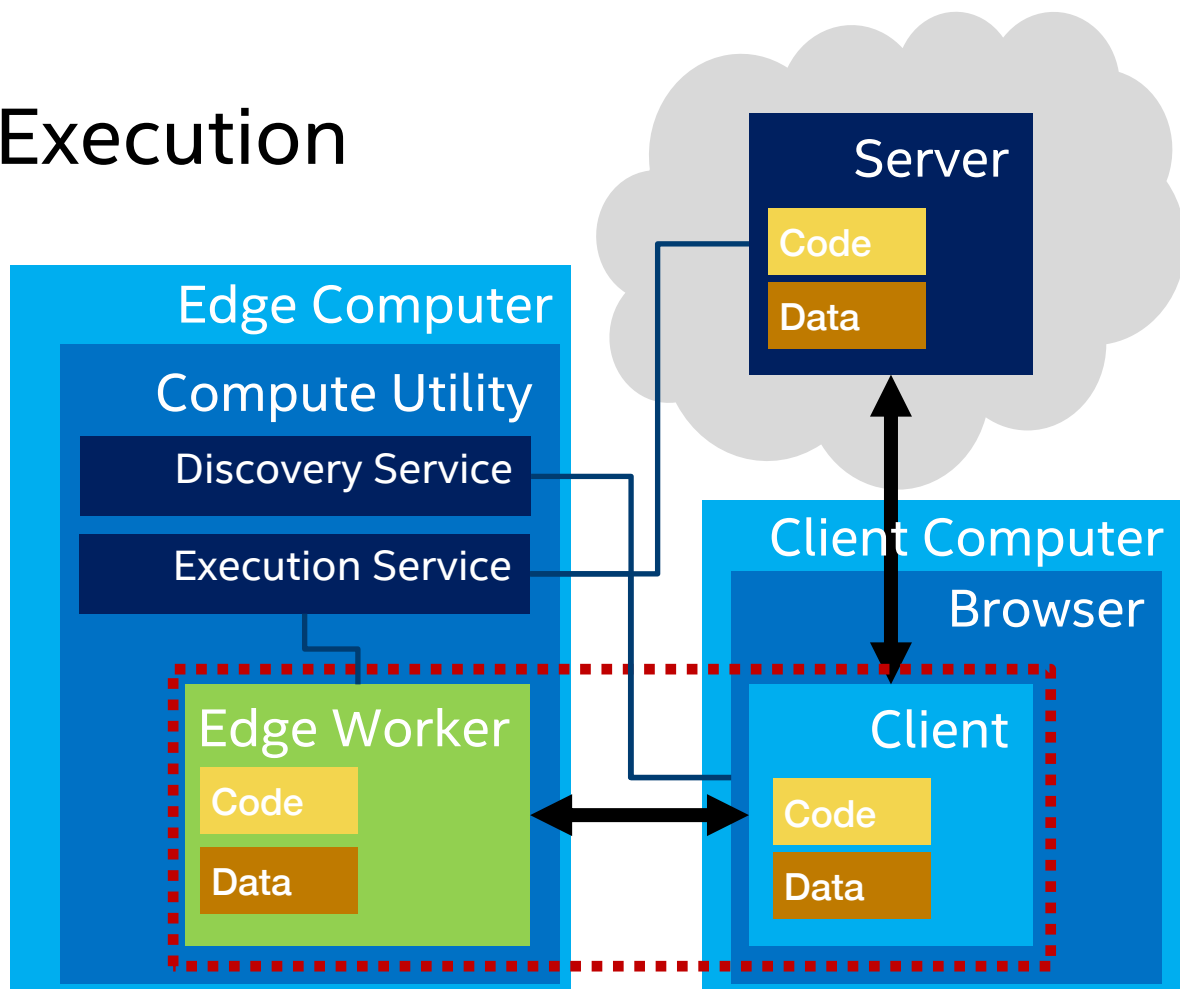 Execution
Server
Code
Data
Edge Computer
Compute Utility
Discovery Service
Execution Service
Edge Worker
Code
Data
Client Computer
Browser
Client
Code
Data